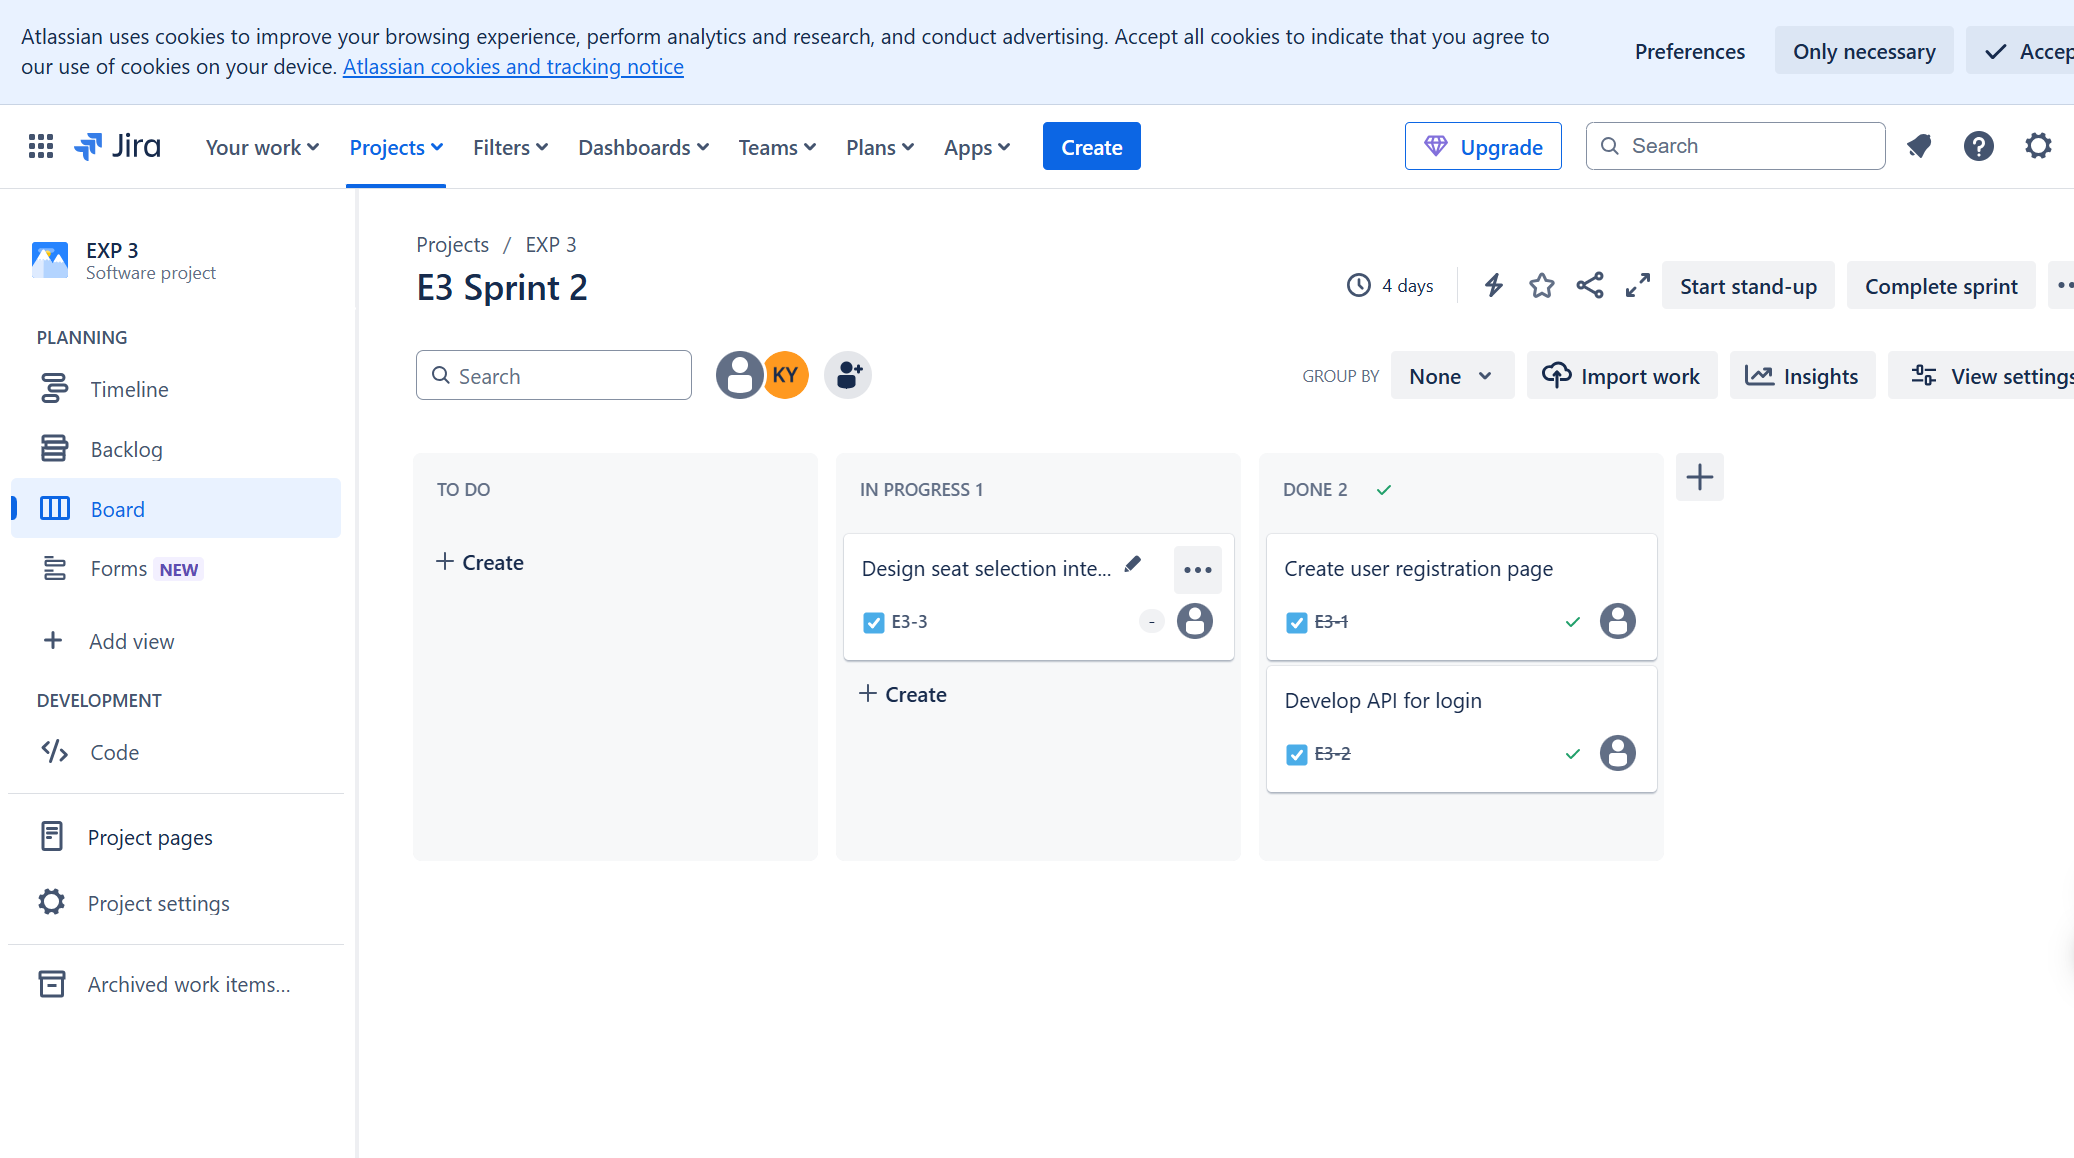 Atlassian uses cookies to improve your browsing experience, perform analytics and research, and conduct advertising. Accept all cookies to indicate that you agree to
our use of cookies on your device. Atlassian cookies and tracking notice
Preferences
Only necessary
Accep
Jira
Your work
Projects
Filters
Dashboards
Teams
Plans
Apps
Create
Upgrade
Search
EXP 3
Software project
PLANNING
Timeline
Backlog
Board
Forms NEW
Add view
DEVELOPMENT
Code
Project pages
Project settings
Archived work items...
Projects / EXP 3
E3 Sprint 2
4 days
Start stand-up
Complete sprint
Search
KY
GROUP BY
None
Import work
Insights
View settings
TO DO
+ Create
IN PROGRESS 1
Design seat selection inte...
E3-3
-
+ Create
DONE 2
Create user registration page
E3-1
Develop API for login
E3-2